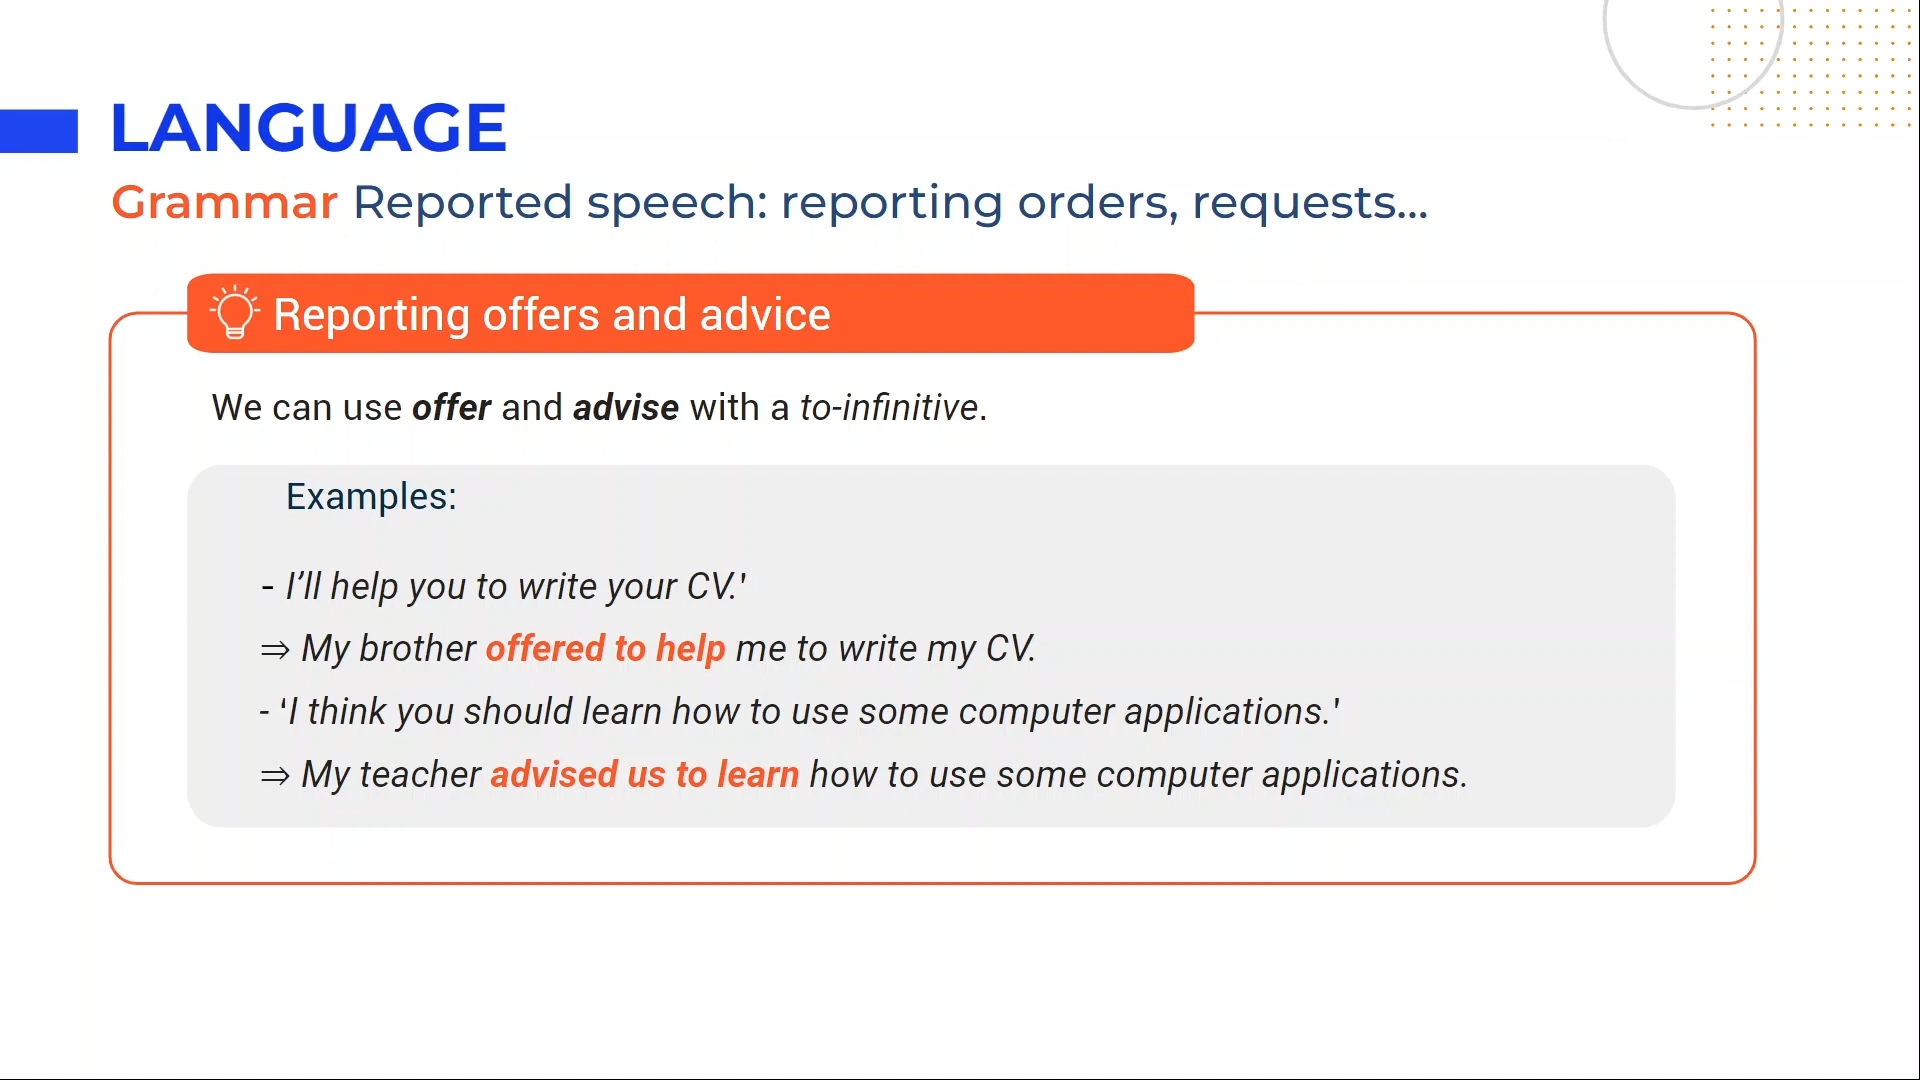 LANGUAGE
Grammar Reported speech: reporting orders, requests...
Reporting offers and advice
We can use offer and advise with a to-infinitive.
Examples:
- I’ll help you to write your CV.'
⇒ My brother offered to help me to write my CV.
- ‘I think you should learn how to use some computer applications.'
⇒ My teacher advised us to learn how to use some computer applications.